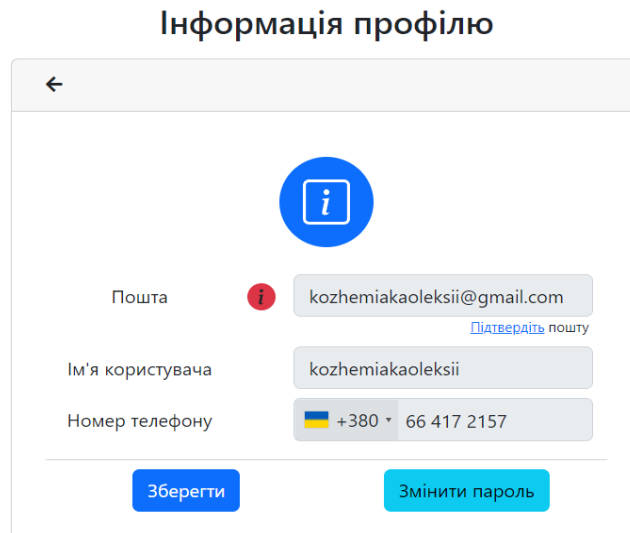 Інформація профілю
Пошта
kozhemiakaoleksii@gmail.com
Підтвердіть пошту
Ім'я користувача
kozhemiakaoleksii
Номер телефону
+380 66 417 2157
Зберегти
Змінити пароль